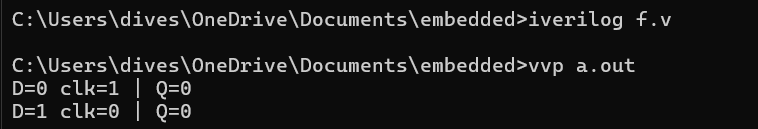 C:\Users\dives\OneDrive\Documents\embedded>iverilog f.v
C:\Users\dives\OneDrive\Documents\embedded>vvp a.out
D=0 clk=1 | Q=0
D=1 clk=0 | Q=0